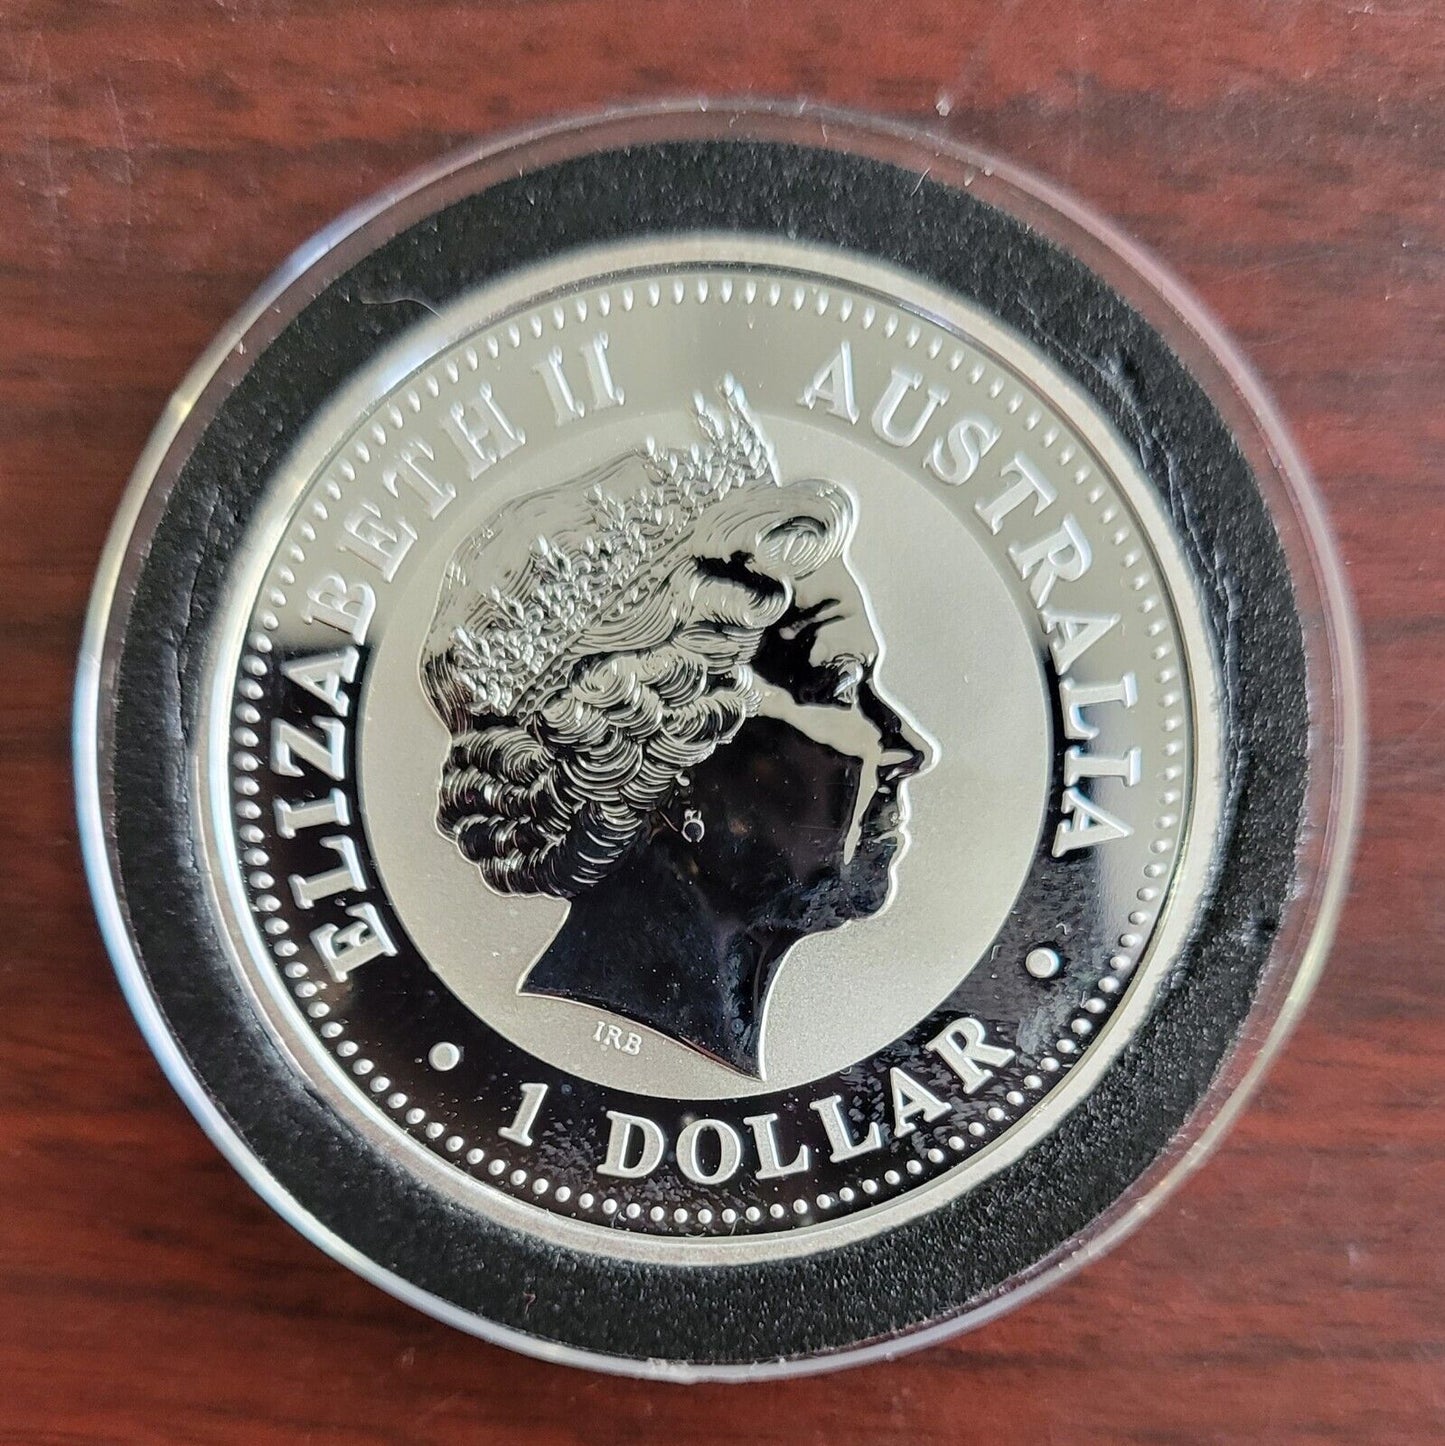 ELIZABETH II AUSTRALIA
IRB
• 1 DOLLAR •